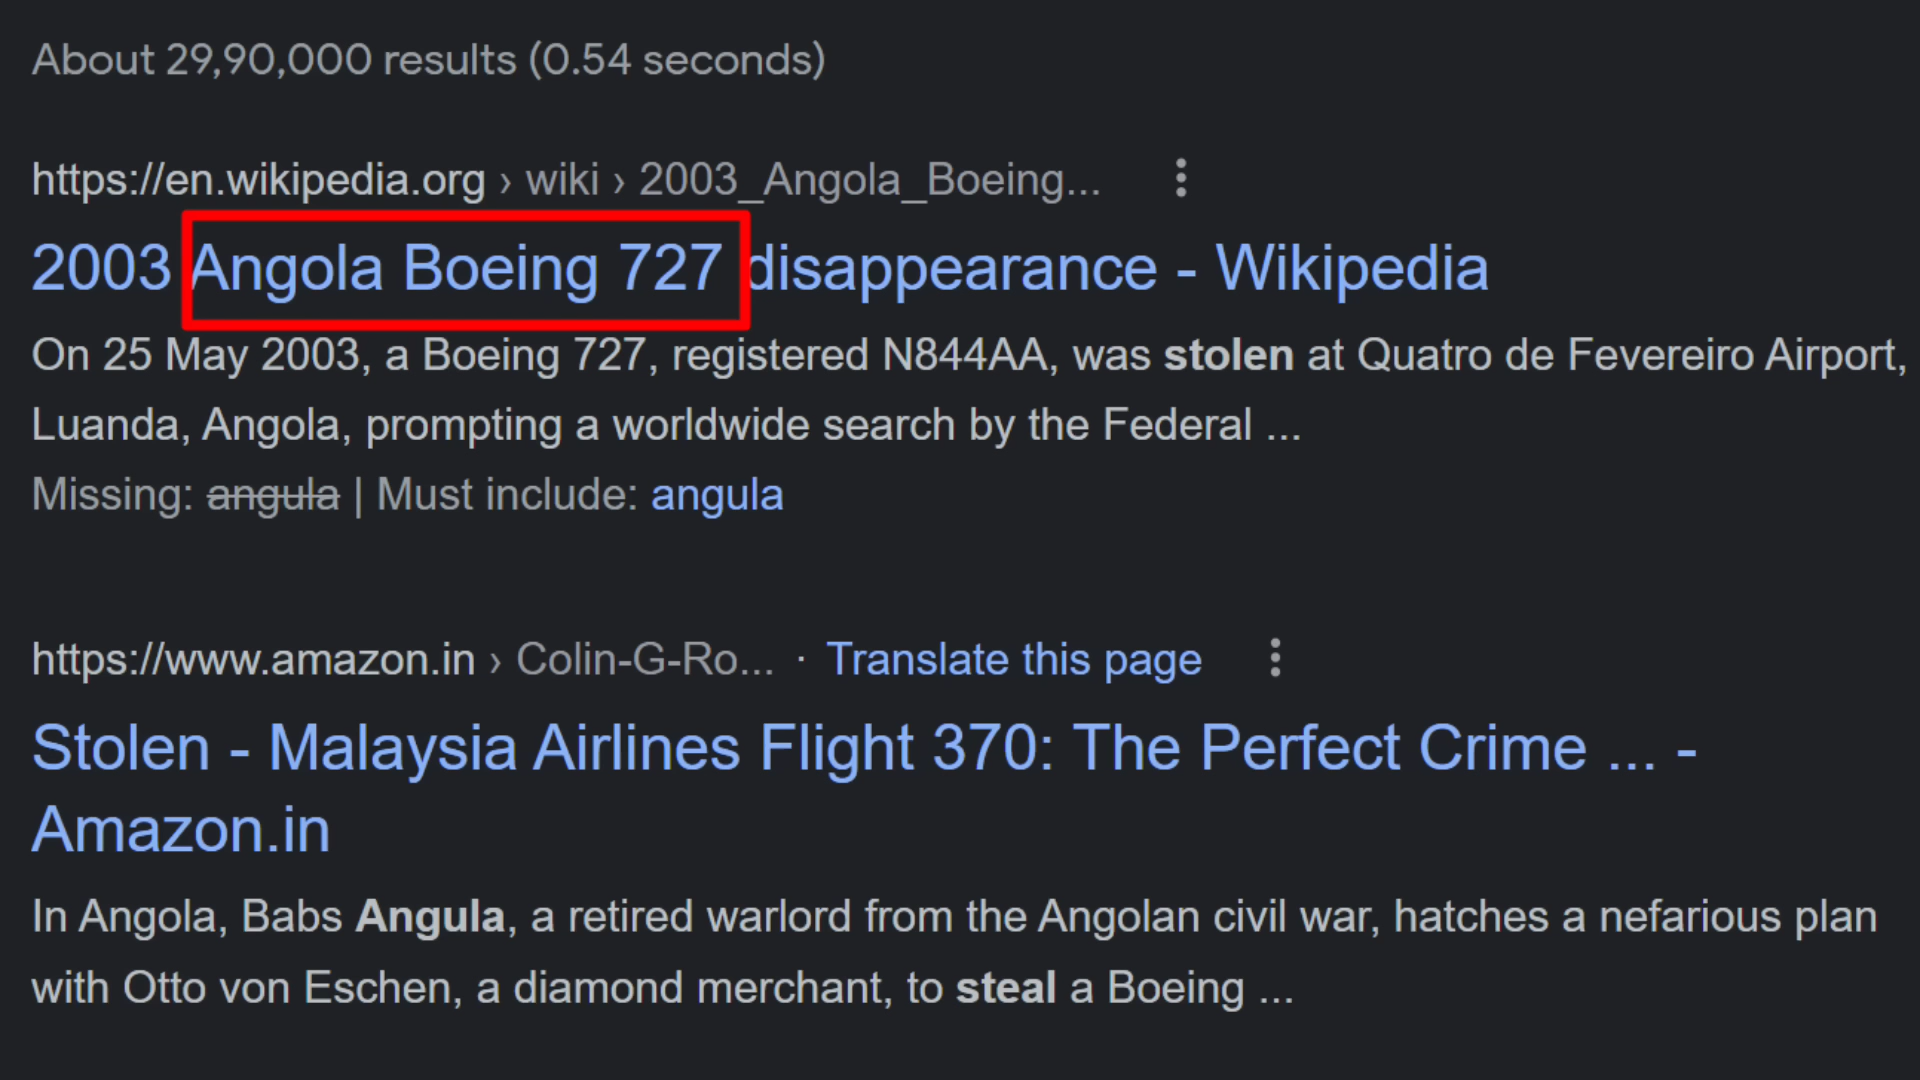 About 29,90,000 results (0.54 seconds)
https://en.wikipedia.org › wiki › 2003_Angola_Boeing...
2003 Angola Boeing 727 disappearance - Wikipedia
On 25 May 2003, a Boeing 727, registered N844AA, was stolen at Quatro de Fevereiro Airport,
Luanda, Angola, prompting a worldwide search by the Federal ...
Missing: angula | Must include: angula
https://www.amazon.in › Colin-G-Ro... · Translate this page
Stolen - Malaysia Airlines Flight 370: The Perfect Crime ... -
Amazon.in
In Angola, Babs Angula, a retired warlord from the Angolan civil war, hatches a nefarious plan
with Otto von Eschen, a diamond merchant, to steal a Boeing ...